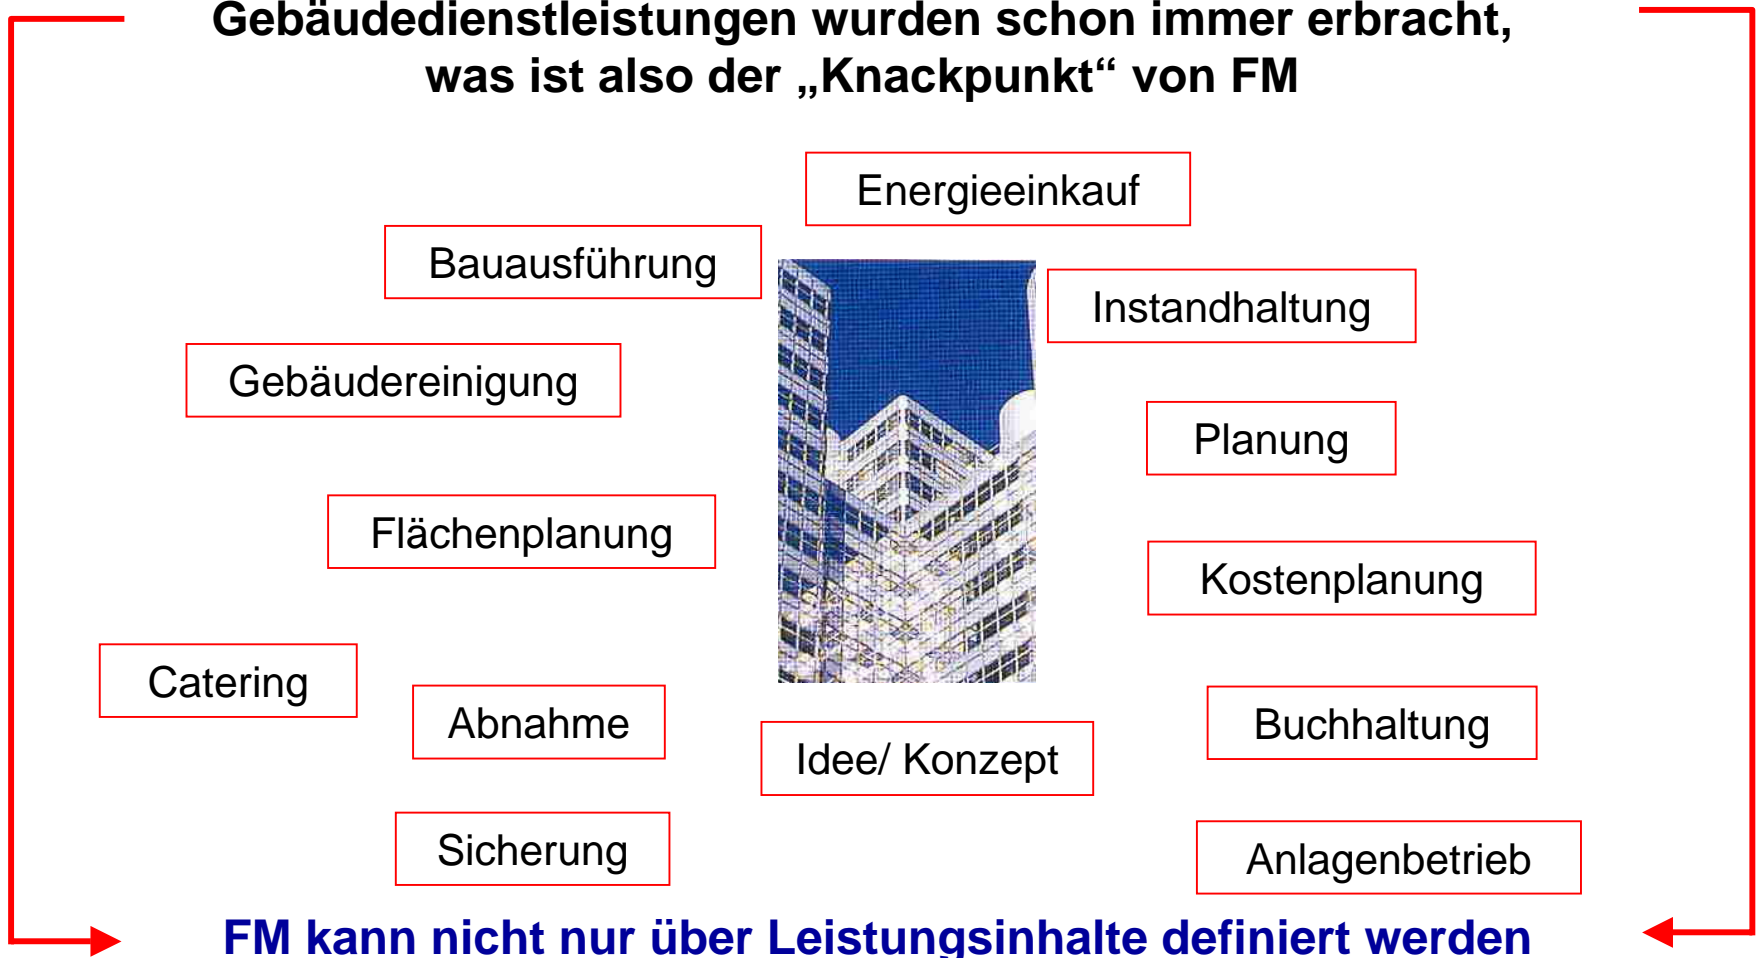 Gebäudedienstleistungen wurden schon immer erbracht,
was ist also der „Knackpunkt“ von FM
Energieeinkauf
Bauausführung
Instandhaltung
Gebäudereinigung
Planung
Flächenplanung
Kostenplanung
Catering
Abnahme
Buchhaltung
Idee/ Konzept
Sicherung
Anlagenbetrieb
FM kann nicht nur über Leistungsinhalte definiert werden